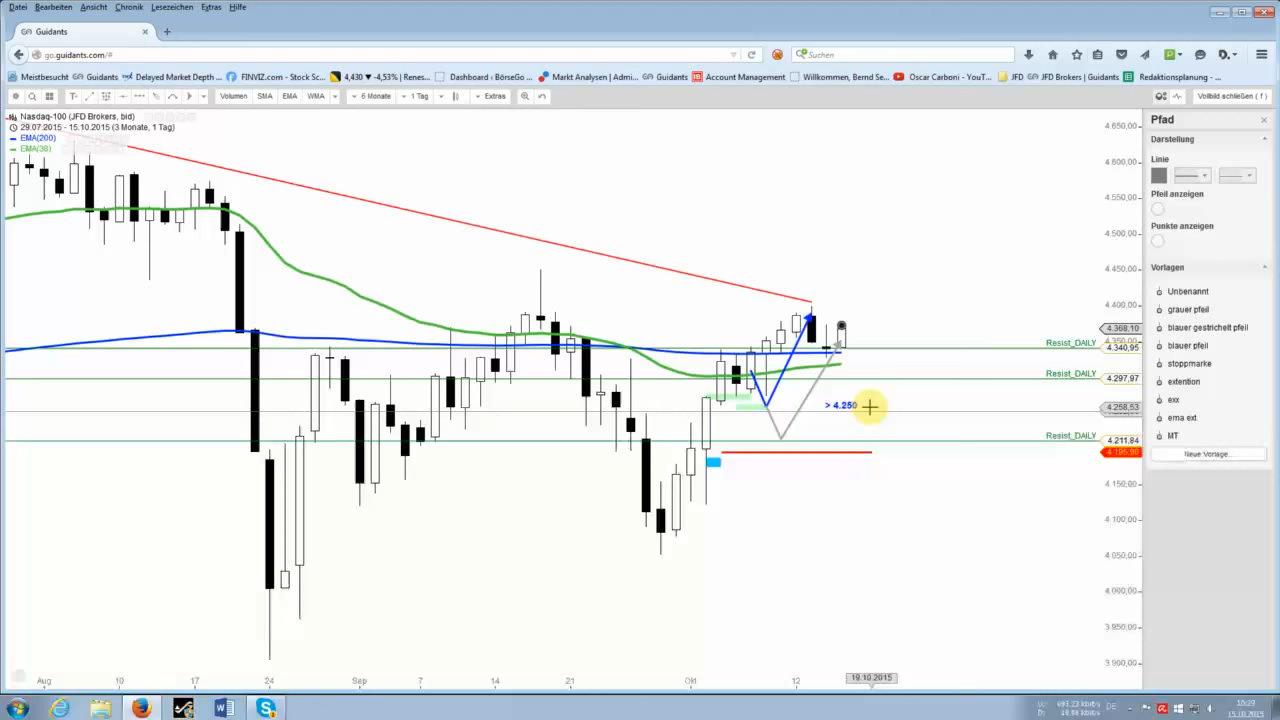 Datei Bearbeiten Ansicht Chronik Lesezeichen Extras Hilfe
Guidants
go.guidants.com/#
Suchen
Meistbesucht Guidants Delayed Market Depth ... FINVIZ.com - Stock Sc... 4,430 -4,53% | Renes... Dashboard ‹ BörseGo ... Markt Analysen | Admi... Guidants Account Management Willkommen, Bernd Se... Oscar Carboni - YouT... JFD JFD Brokers | Guidants Redaktionsplanung - ...
Volumen SMA EMA WMA 6 Monate 1 Tag Extras Vollbild schließen ( f )
Nasdaq-100 (JFD Brokers, bid)
29.07.2015 - 15.10.2015 (3 Monate, 1 Tag)
EMA(200)
EMA(38)
4.650,00
4.600,00
4.550,00
4.500,00
4.450,00
4.400,00
4.368,10
Resist_DAILY 4.340,95
Resist_DAILY 4.297,97
> 4.250
4.258,53
Resist_DAILY 4.211,84
4.195,90
4.150,00
4.100,00
4.050,00
4.000,00
3.950,00
3.900,00
Aug 10 17 24 Sep 7 14 21 Okt 12 19.10.2015
Pfad
Darstellung
Linie
Pfeil anzeigen
Punkte anzeigen
Vorlagen
Unbenannt
grauer pfeil
blauer gestrichelt pfeil
blauer pfeil
stoppmarke
extention
exx
ema ext
MT
Neue Vorlage...
DE
15.10.2015